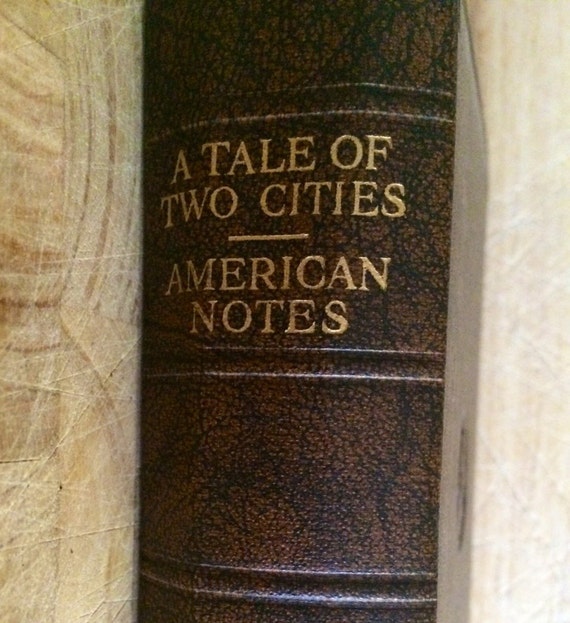 A TALE OF
TWO CITIES
AMERICAN
NOTES